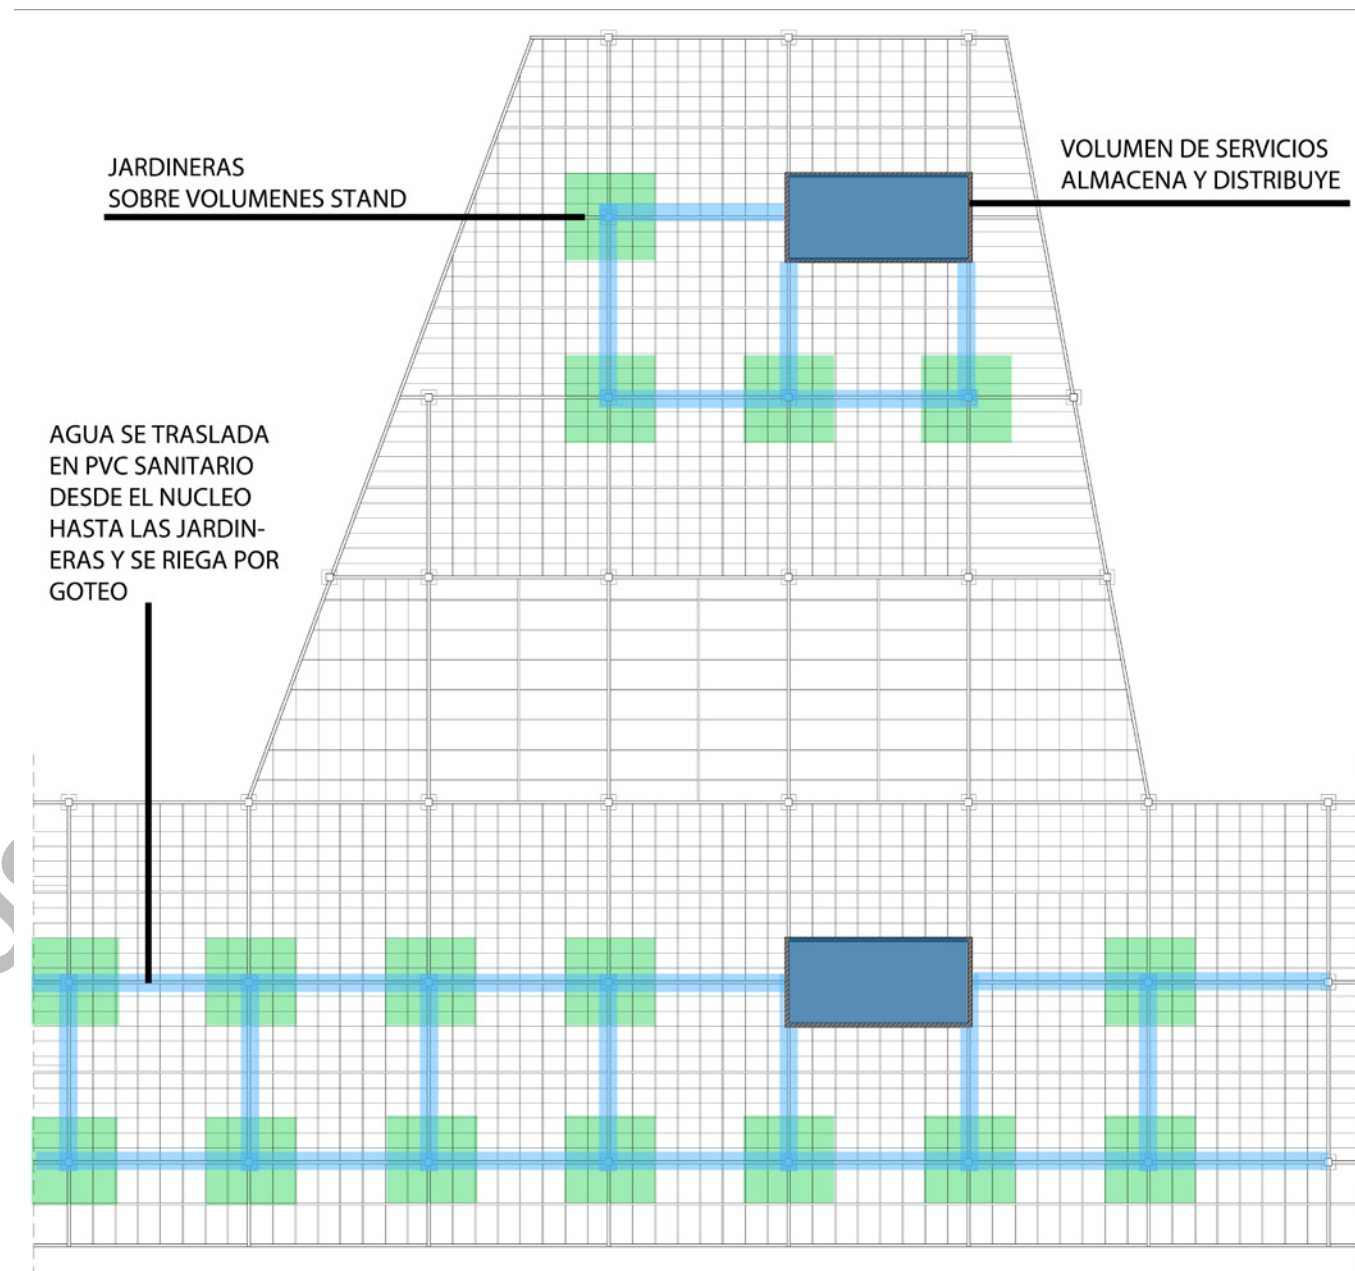 JARDINERAS
SOBRE VOLUMENES STAND
VOLUMEN DE SERVICIOS
ALMACENA Y DISTRIBUYE
AGUA SE TRASLADA
EN PVC SANITARIO
DESDE EL NUCLEO
HASTA LAS JARDIN-
ERAS Y SE RIEGA POR
GOTEO